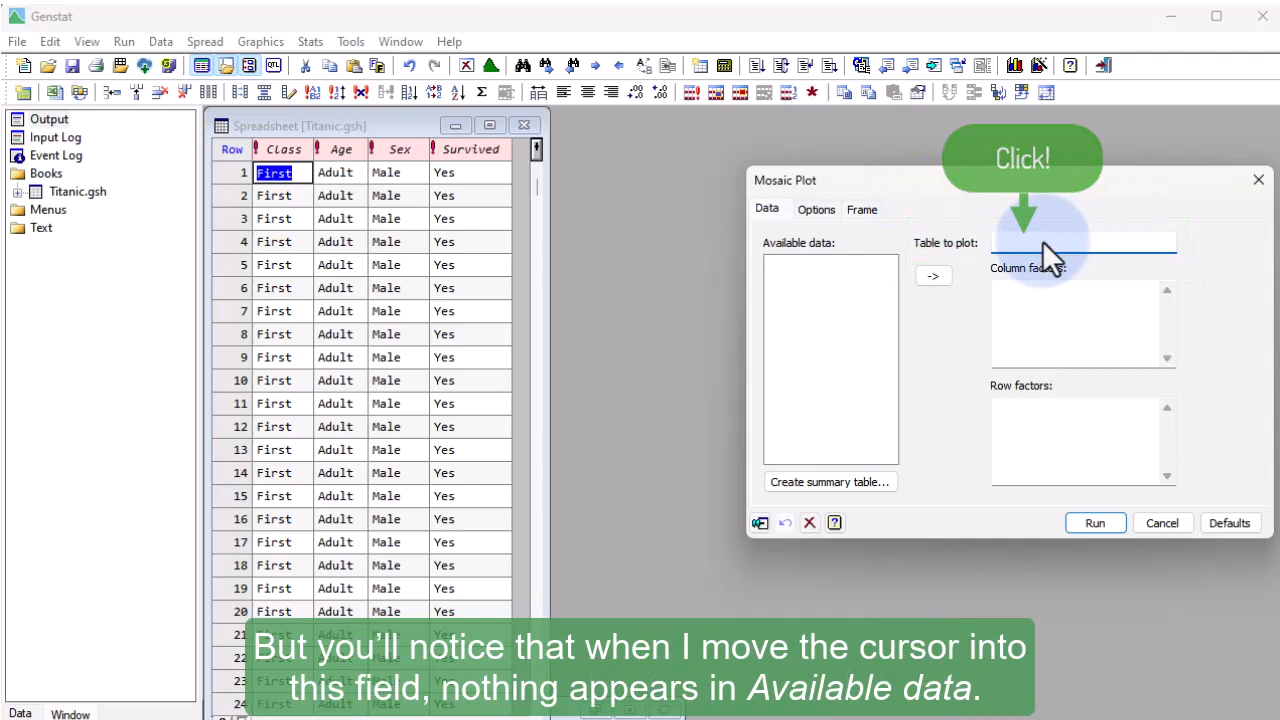 Genstat
File Edit View Run Data Spread Graphics Stats Tools Window Help
Output
Input Log
Event Log
Books
Titanic.gsh
Menus
Text
Data Window
Spreadsheet [Titanic.gsh]
Row ! Class ! Age ! Sex ! Survived
1 First Adult Male Yes
2 First Adult Male Yes
3 First Adult Male Yes
4 First Adult Male Yes
5 First Adult Male Yes
6 First Adult Male Yes
7 First Adult Male Yes
8 First Adult Male Yes
9 First Adult Male Yes
10 First Adult Male Yes
11 First Adult Male Yes
12 First Adult Male Yes
13 First Adult Male Yes
14 First Adult Male Yes
15 First Adult Male Yes
16 First Adult Male Yes
17 First Adult Male Yes
18 First Adult Male Yes
19 First Adult Male Yes
20 First Adult Male Yes
21
22
23
24
Click!
Mosaic Plot
Data Options Frame
Available data: Table to plot:
->
Column factors:
Row factors:
Create summary table...
Run Cancel Defaults
But you'll notice that when I move the cursor into
this field, nothing appears in Available data.